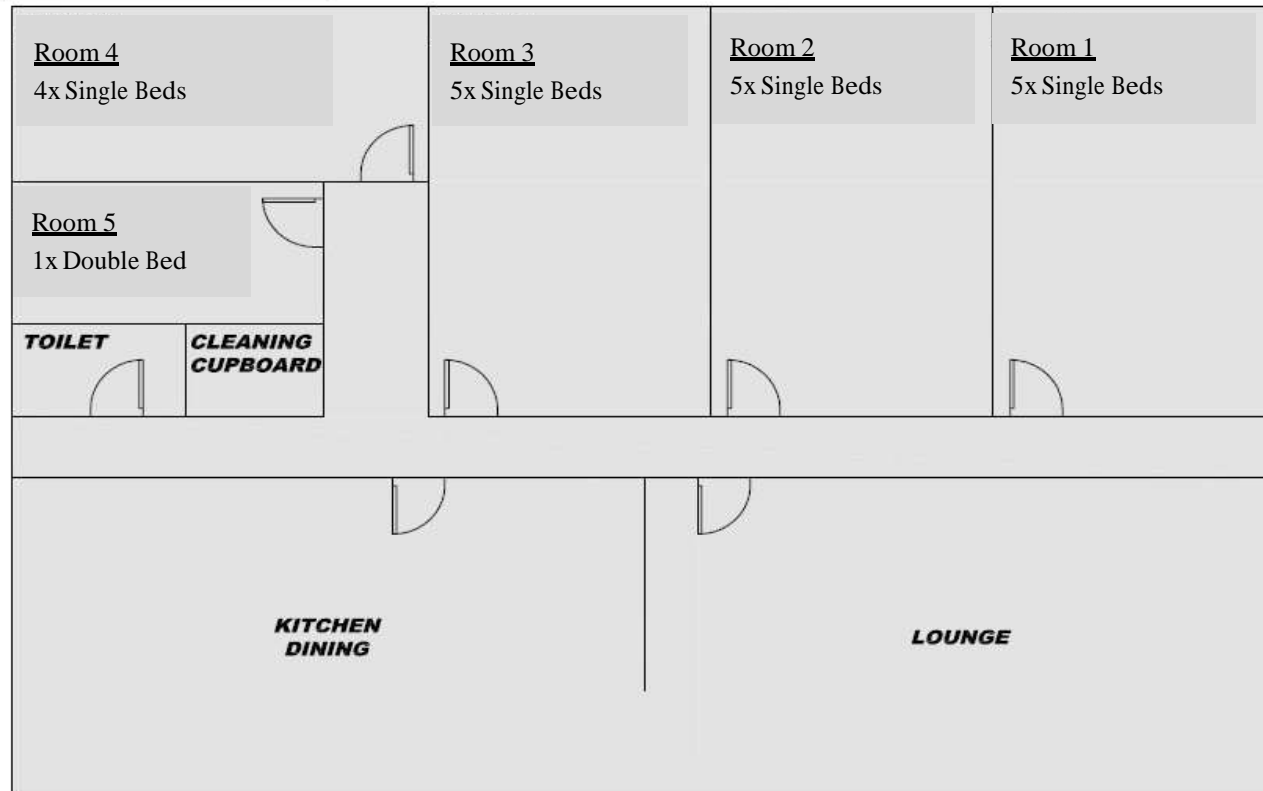 Room 4
4x Single Beds
Room 3
5x Single Beds
Room 2
5x Single Beds
Room 1
5x Single Beds
Room 5
1x Double Bed
TOILET
CLEANING
CUPBOARD
KITCHEN
DINING
LOUNGE